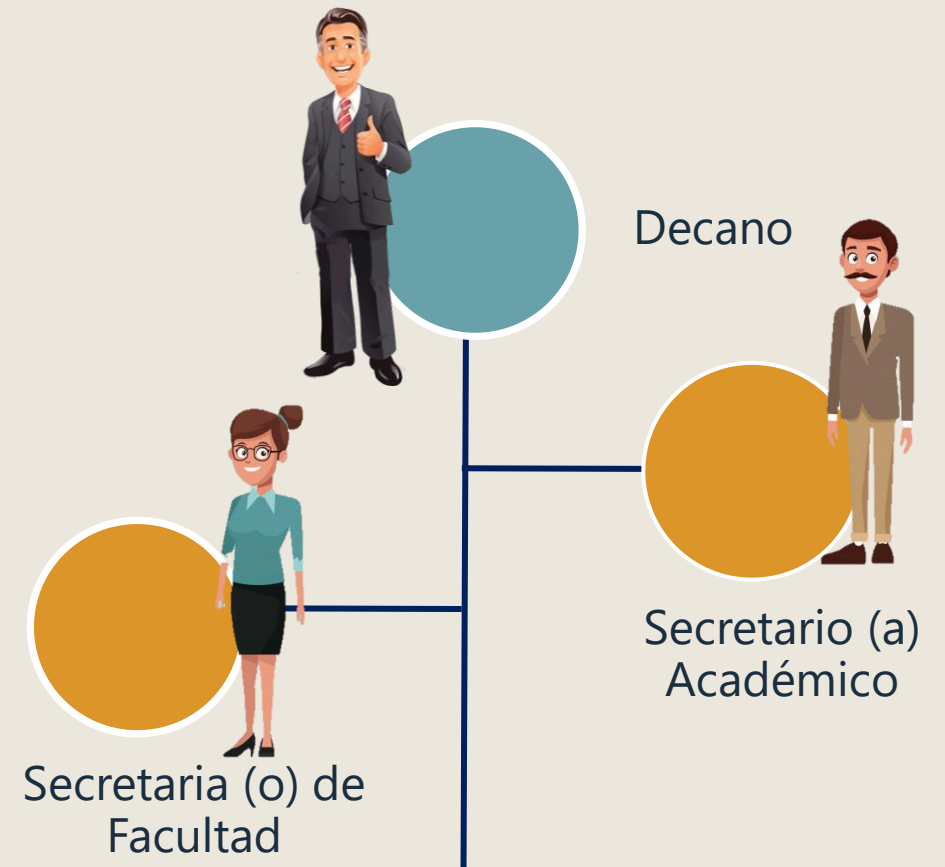 Decano
Secretario (a)
Académico
Secretaria (o) de
Facultad